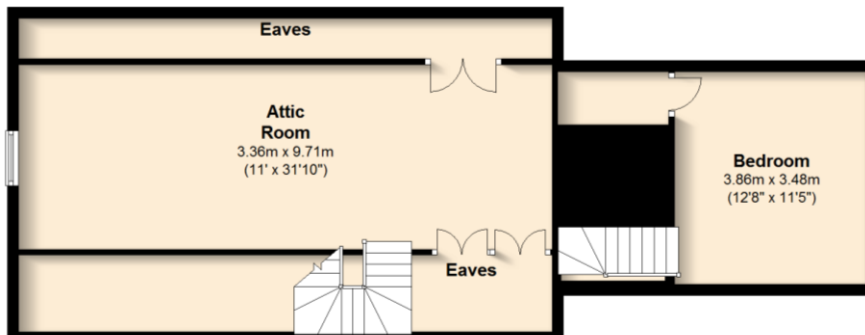 Eaves
Attic
Room
3.36m x 9.71m
(11' x 31'10")
Bedroom
3.86m x 3.48m
(12'8" x 11'5")
Eaves